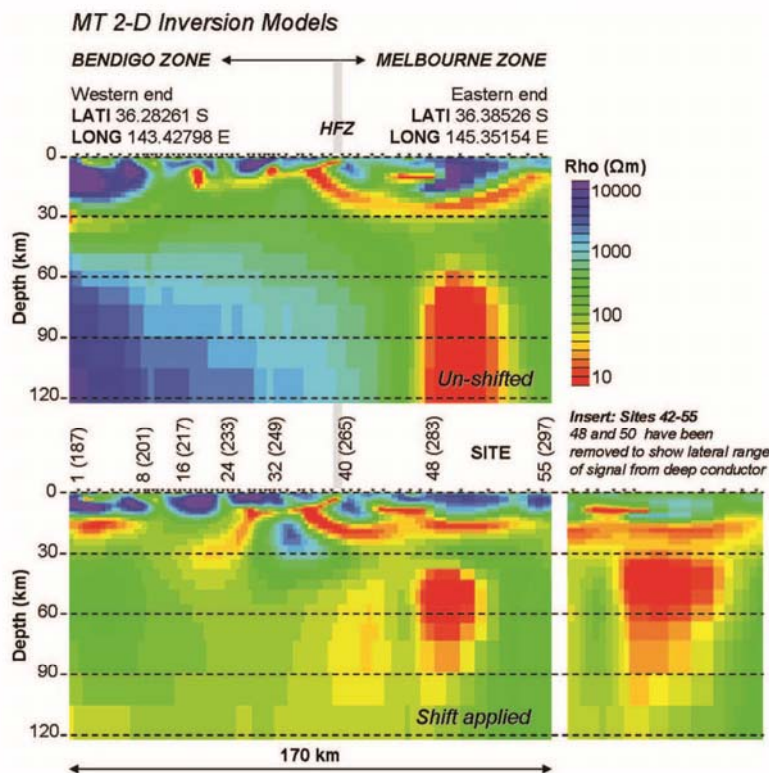 MT 2-D Inversion Models
BENDIGO ZONE
MELBOURNE ZONE
Western end
LATI 36.28261 S
LONG 143.42798 E
HFZ
Eastern end
LATI 36.38526 S
LONG 145.35154 E
Depth (km)
0
30
60
90
120
Un-shifted
Rho (Ωm)
10000
1000
100
10
1 (187)
8 (201)
16 (217)
24 (233)
32 (249)
40 (265)
48 (283)
55 (297)
SITE
Insert: Sites 42-55
48 and 50 have been
removed to show lateral range
of signal from deep conductor
Depth (km)
0
30
60
90
120
Shift applied
170 km